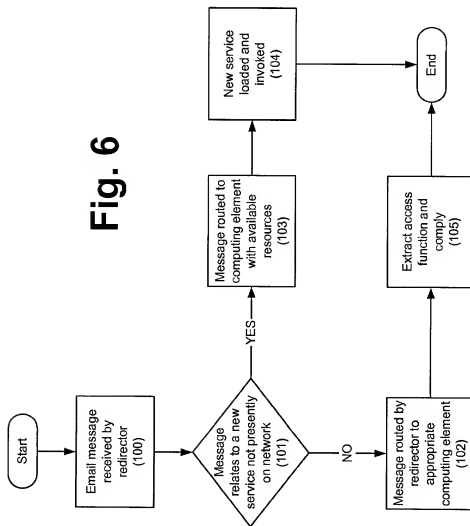 Fig. 6
Start
Email message
received by
redirector
(100)
Message
relates to a new
service not presently
on network
(101)
YES
Message routed to
computing element
with available
resources
(103)
New service
loaded and
invoked
(104)
NO
Message routed by
redirector to
appropriate
computing element
(102)
Extract access
function and
comply
(105)
End